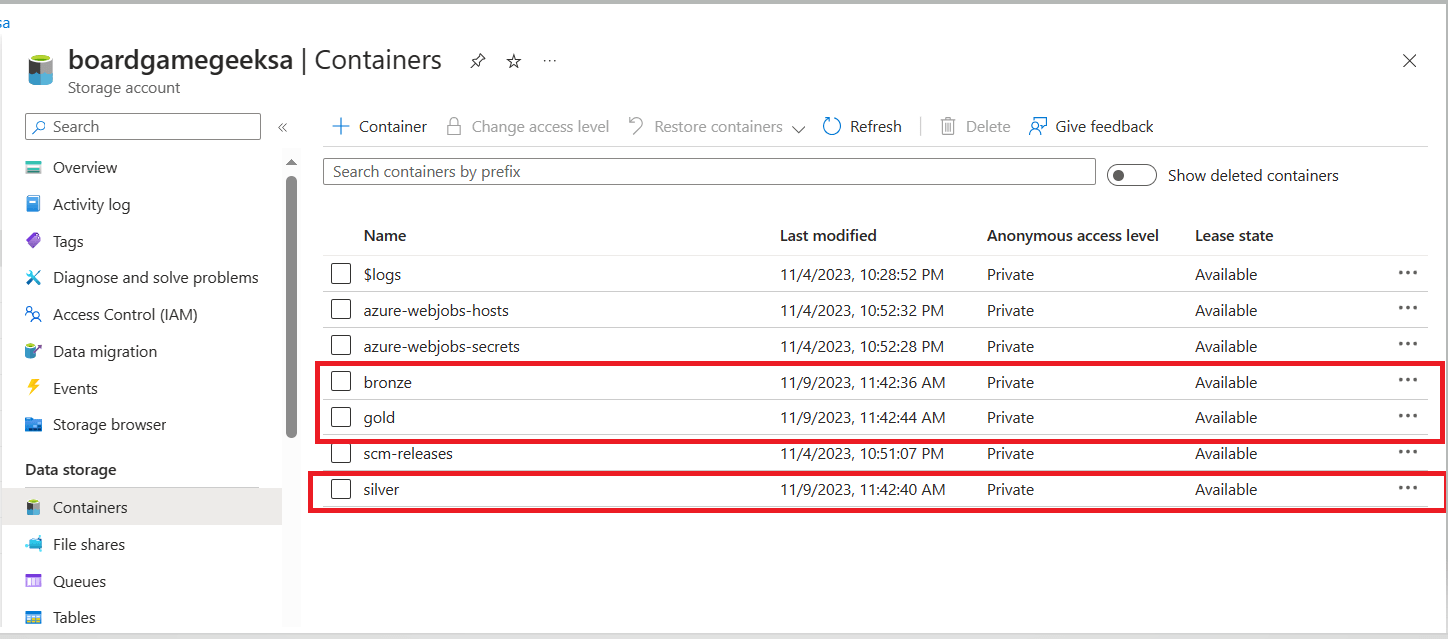 sa
boardgamegeeksa | Containers
Storage account
Search
Overview
Activity log
Tags
Diagnose and solve problems
Access Control (IAM)
Data migration
Events
Storage browser
Data storage
Containers
File shares
Queues
Tables
Container Change access level Restore containers Refresh Delete Give feedback
Search containers by prefix
Show deleted containers
Name Last modified Anonymous access level Lease state
$logs 11/4/2023, 10:28:52 PM Private Available
azure-webjobs-hosts 11/4/2023, 10:52:32 PM Private Available
azure-webjobs-secrets 11/4/2023, 10:52:28 PM Private Available
bronze 11/9/2023, 11:42:36 AM Private Available
gold 11/9/2023, 11:42:44 AM Private Available
scm-releases 11/4/2023, 10:51:07 PM Private Available
silver 11/9/2023, 11:42:40 AM Private Available